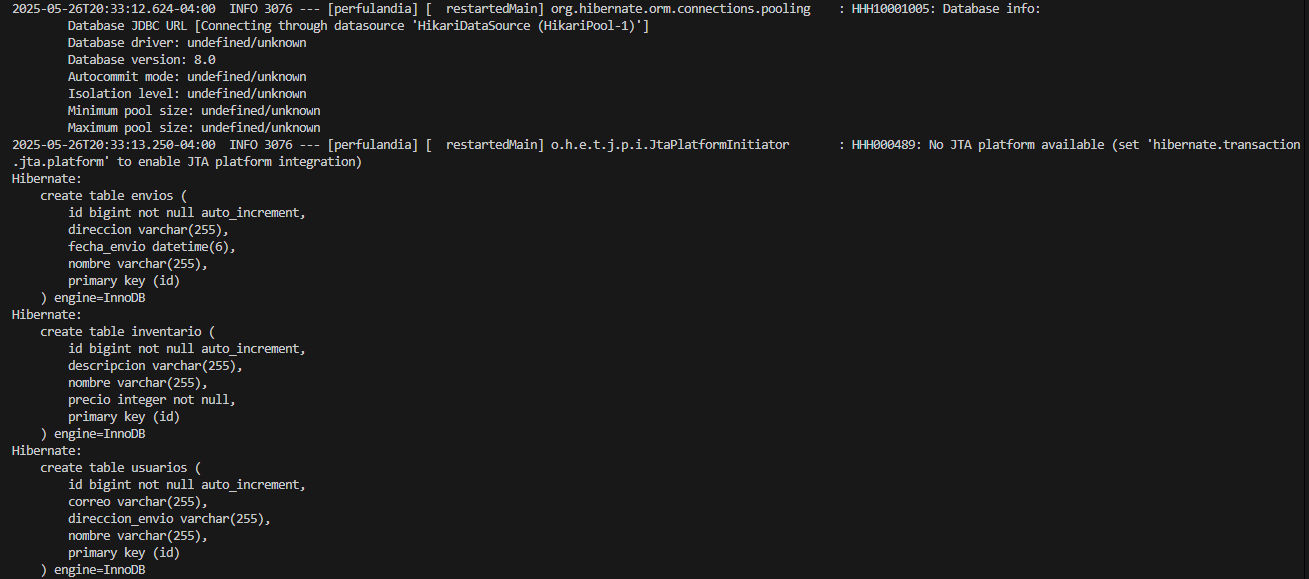 2025-05-26T20:33:12.624-04:00  INFO 3076 --- [perfulandia] [  restartedMain] org.hibernate.orm.connections.pooling    : HHH10001005: Database info:
        Database JDBC URL [Connecting through datasource 'HikariDataSource (HikariPool-1)']
        Database driver: undefined/unknown
        Database version: 8.0
        Autocommit mode: undefined/unknown
        Isolation level: undefined/unknown
        Minimum pool size: undefined/unknown
        Maximum pool size: undefined/unknown
2025-05-26T20:33:13.250-04:00  INFO 3076 --- [perfulandia] [  restartedMain] o.h.e.t.j.p.i.JtaPlatformInitiator       : HHH000489: No JTA platform available (set 'hibernate.transaction
.jta.platform' to enable JTA platform integration)
Hibernate:
    create table envios (
        id bigint not null auto_increment,
        direccion varchar(255),
        fecha_envio datetime(6),
        nombre varchar(255),
        primary key (id)
    ) engine=InnoDB
Hibernate:
    create table inventario (
        id bigint not null auto_increment,
        descripcion varchar(255),
        nombre varchar(255),
        precio integer not null,
        primary key (id)
    ) engine=InnoDB
Hibernate:
    create table usuarios (
        id bigint not null auto_increment,
        correo varchar(255),
        direccion_envio varchar(255),
        nombre varchar(255),
        primary key (id)
    ) engine=InnoDB